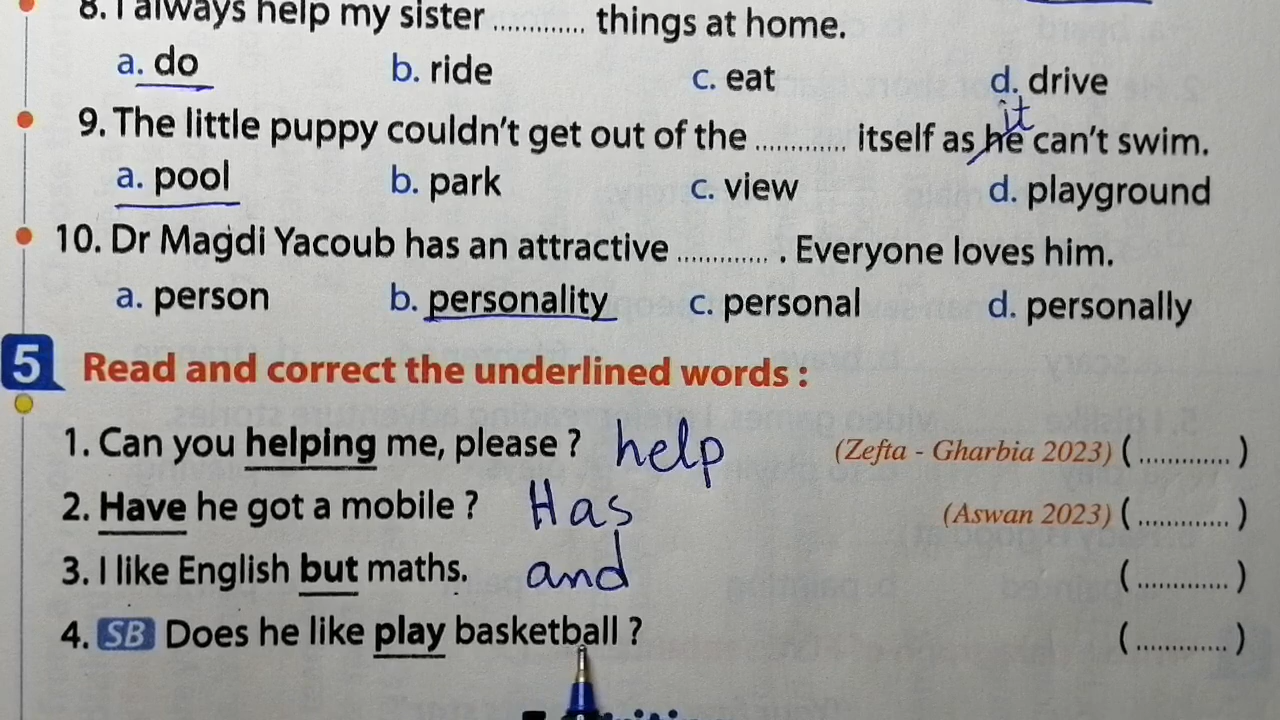 8. I always help my sister ............. things at home.
a. do b. ride c. eat d. drive
it
9. The little puppy couldn't get out of the ............. itself as he can't swim.
a. pool b. park c. view d. playground
10. Dr Magdi Yacoub has an attractive ............. . Everyone loves him.
a. person b. personality c. personal d. personally
5 Read and correct the underlined words :
1. Can you helping me, please ? help (Zefta - Gharbia 2023) (.............)
2. Have he got a mobile ? Has (Aswan 2023) (.............)
3. I like English but maths. and (.............)
4. SB Does he like play basketball ? (.............)